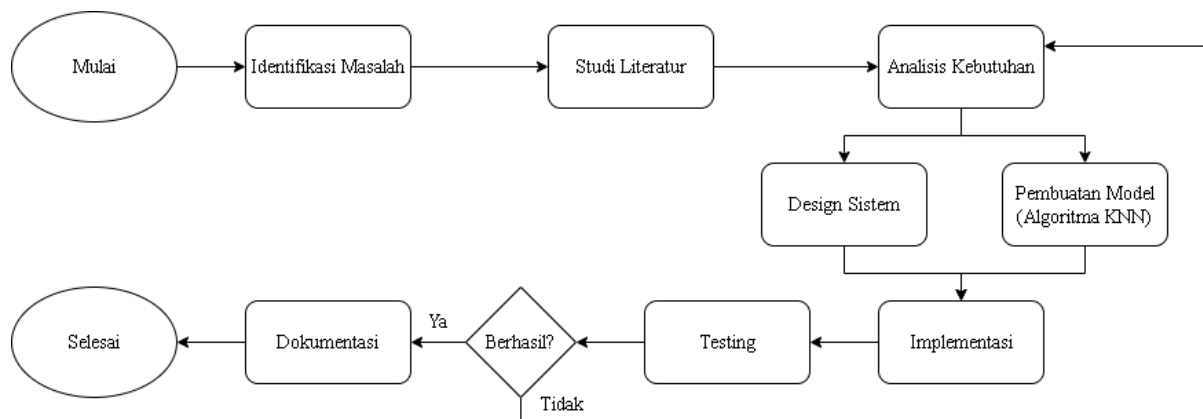 Mulai
Identifikasi Masalah
Studi Literatur
Analisis Kebutuhan
Design Sistem
Pembuatan Model
(Algoritma KNN)
Selesai
Dokumentasi
Ya
Berhasil?
Testing
Implementasi
Tidak